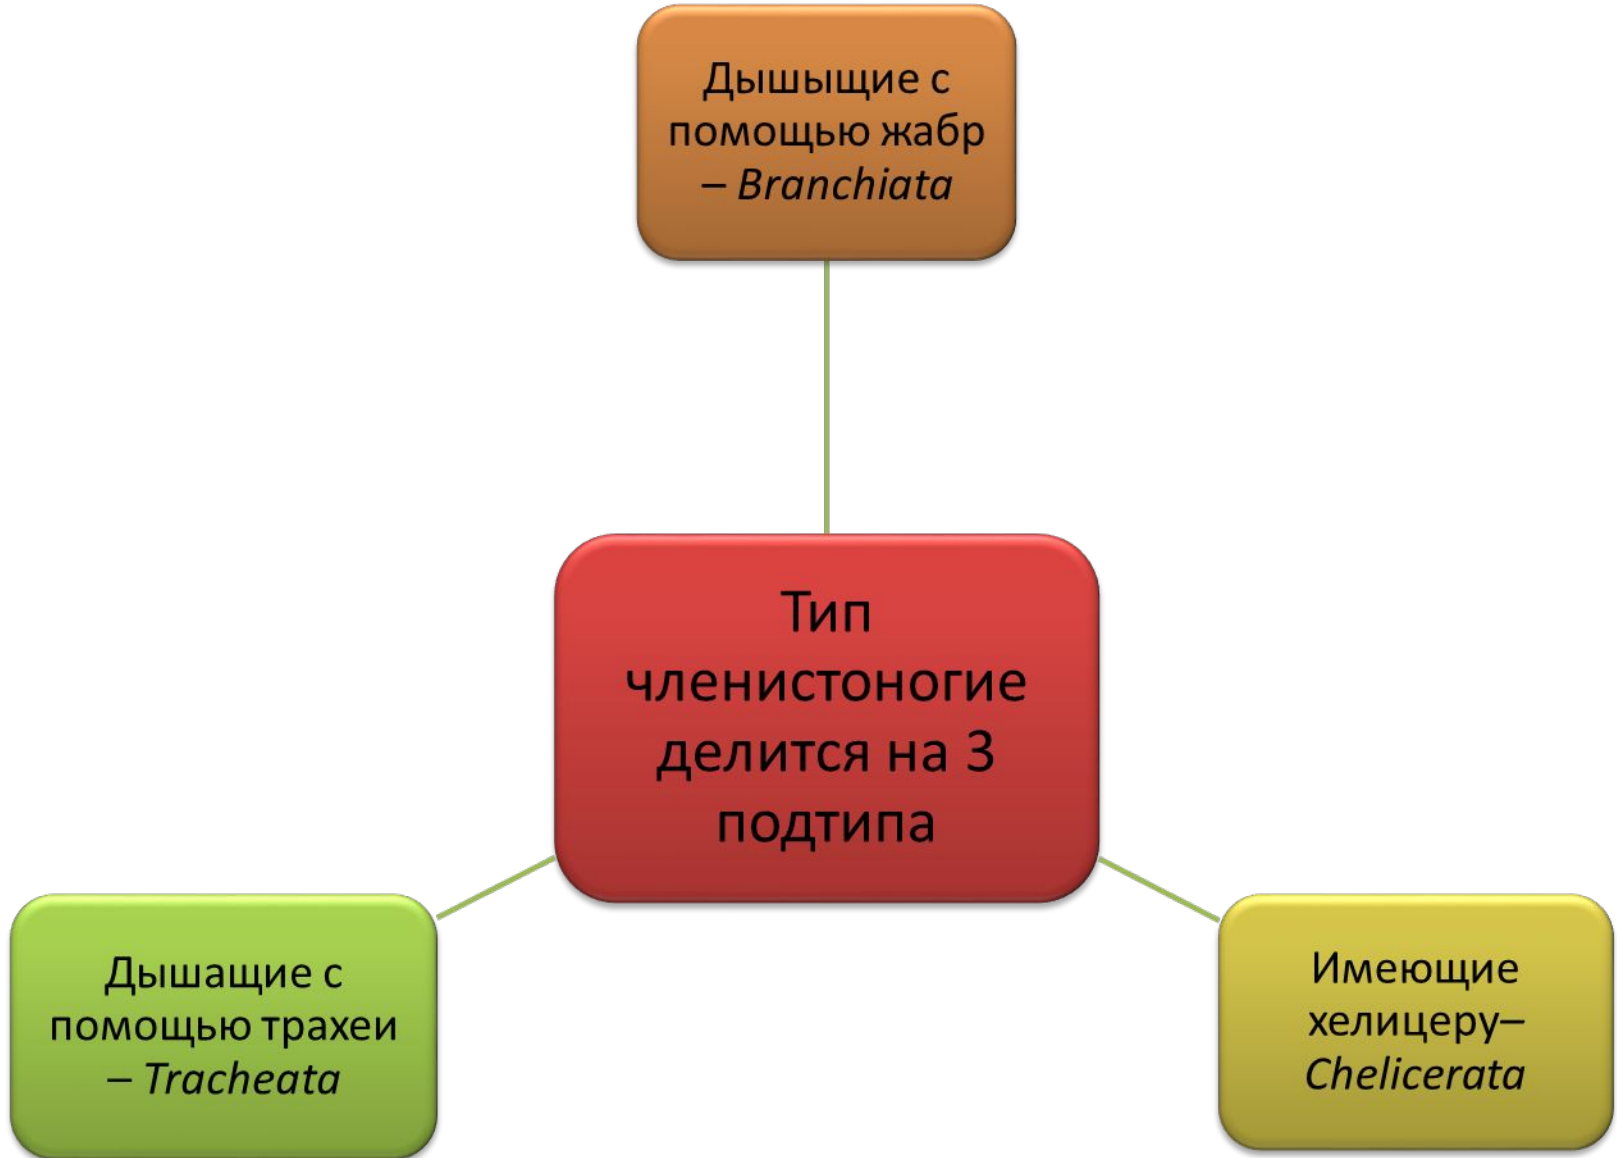 Дышыщие с
помощью жабр
– Branchiata
Тип
членистоногие
делится на 3
подтипа
Дышащие с
помощью трахеи
– Tracheata
Имеющие
хелицеру–
Chelicerata